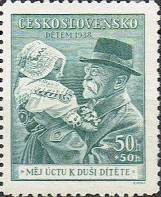 ČESKOSLOVENSKO
DĚTEM 1938
50h
+50h
MĚJ ÚCTU K DUŠI DÍTĚTE